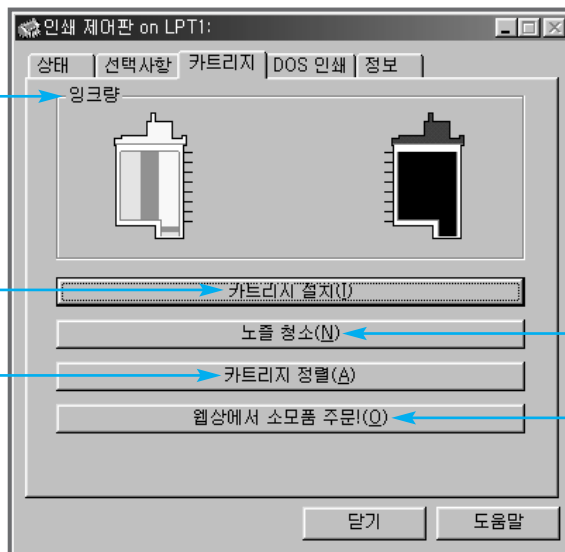 인쇄 제어판 on LPT1:
상태 선택사항 카트리지 DOS 인쇄 정보
잉크량
카트리지 설치(I)
노즐 청소(N)
카트리지 정렬(A)
웹상에서 소모품 주문!(O)
닫기 도움말